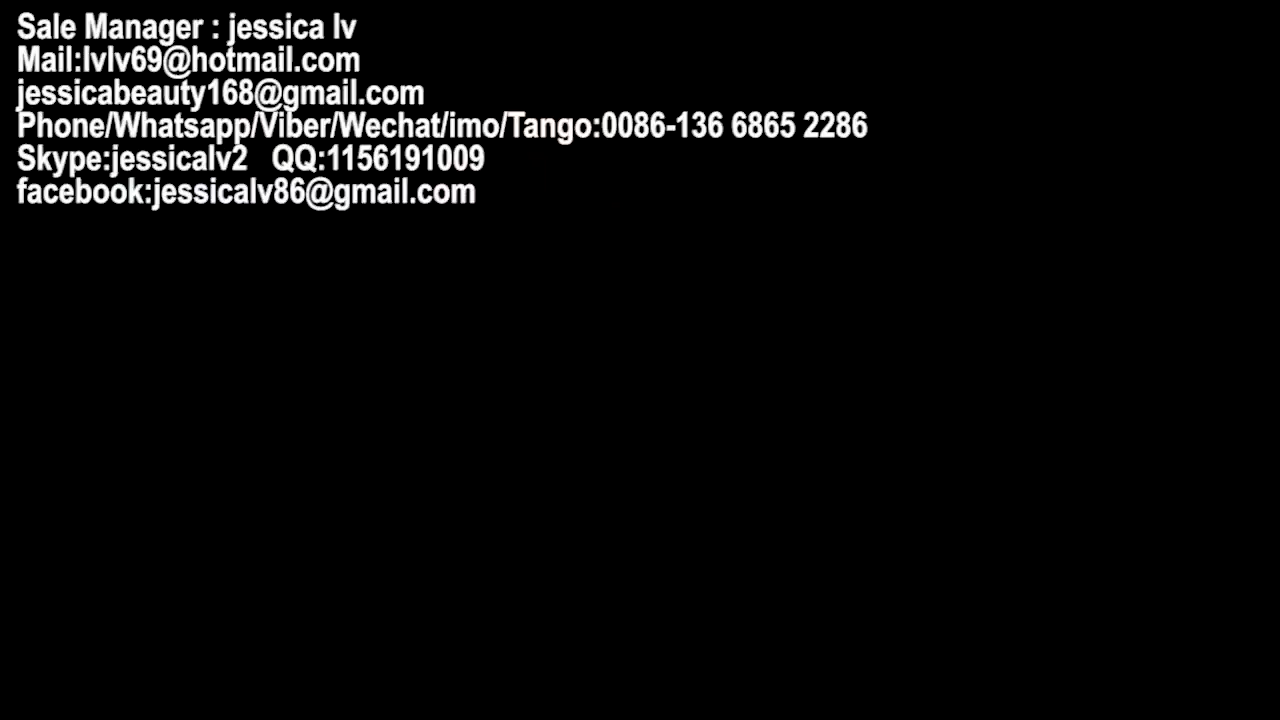 Sale Manager : jessica lv
Mail:lvlv69@hotmail.com
jessicabeauty168@gmail.com
Phone/Whatsapp/Viber/Wechat/imo/Tango:0086-136 6865 2286
Skype:jessicalv2   QQ:1156191009
facebook:jessicalv86@gmail.com